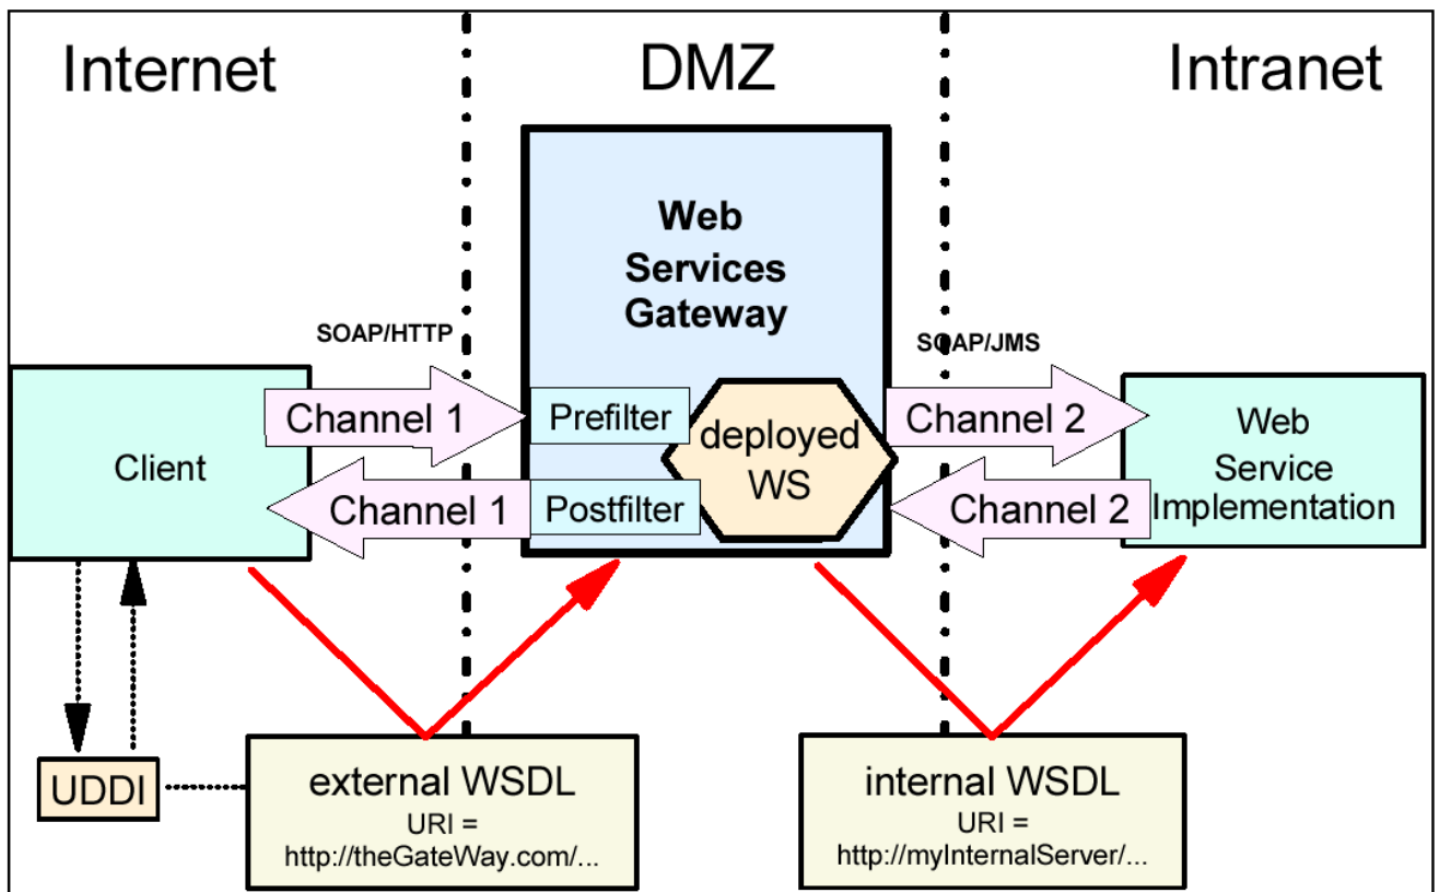 Internet
DMZ
Intranet
Web
Services
Gateway
SOAP/HTTP
SOAP/JMS
Client
Channel 1
Prefilter
deployed
WS
Channel 2
Web
Service
Implementation
Channel 1
Postfilter
Channel 2
UDDI
external WSDL
URI =
http://theGateWay.com/...
internal WSDL
URI =
http://myInternalServer/...